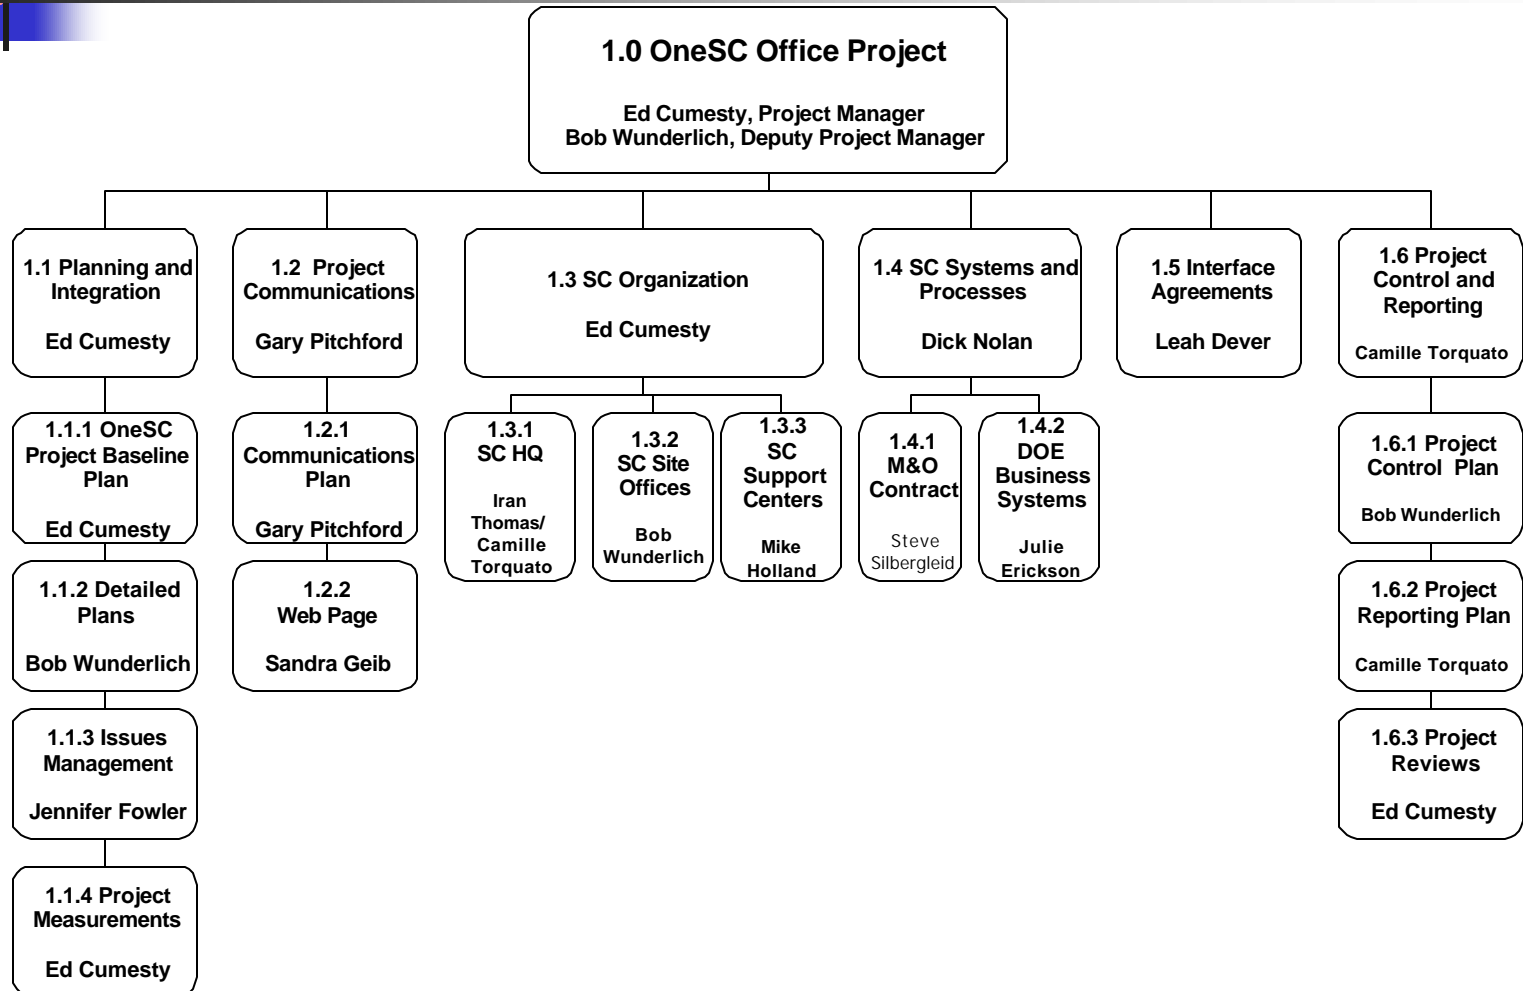 1.0 OneSC Office Project
Ed Cumesty, Project Manager
Bob Wunderlich, Deputy Project Manager
1.1 Planning and
Integration
Ed Cumesty
1.2 Project
Communications
Gary Pitchford
1.3 SC Organization
Ed Cumesty
1.4 SC Systems and
Processes
Dick Nolan
1.5 Interface
Agreements
Leah Dever
1.6 Project
Control and
Reporting
Camille Torquato
1.1.1 OneSC
Project Baseline
Plan
Ed Cumesty
1.1.2 Detailed
Plans
Bob Wunderlich
1.1.3 Issues
Management
Jennifer Fowler
1.1.4 Project
Measurements
Ed Cumesty
1.2.1
Communications
Plan
Gary Pitchford
1.2.2
Web Page
Sandra Geib
1.3.1
SC HQ
Iran
Thomas/
Camille
Torquato
1.3.2
SC Site
Offices
Bob
Wunderlich
1.3.3
SC
Support
Centers
Mike
Holland
1.4.1
M&O
Contract
Steve
Silbergleid
1.4.2
DOE
Business
Systems
Julie
Erickson
1.6.1 Project
Control Plan
Bob Wunderlich
1.6.2 Project
Reporting Plan
Camille Torquato
1.6.3 Project
Reviews
Ed Cumesty